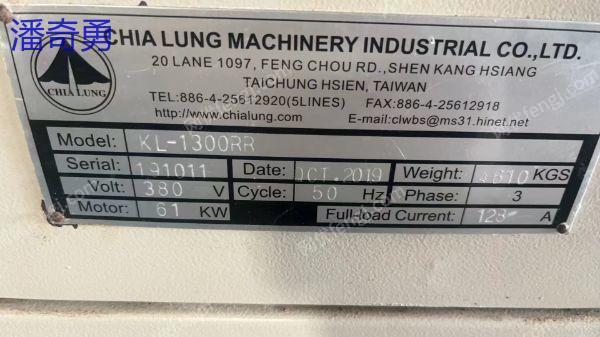 潘奇勇
CHIA LUNG MACHINERY INDUSTRIAL CO.,LTD.
20 LANE 1097, FENG CHOU RD., SHEN KANG HSIANG
TAICHUNG HSIEN, TAIWAN
CHIA LUNG
TEL:886-4-25612920(5LINES) FAX:886-4-25612918
http://www.chialung.com E-mail:clwbs@ms31.hinet.net
Model: KL-1300RR
Serial: 191011 Date: OCT.2019 Weight: KGS
Volt: 380 V Cycle: 50 Hz Phase: 3
Motor: 61 KW Full-load Current: 128 A